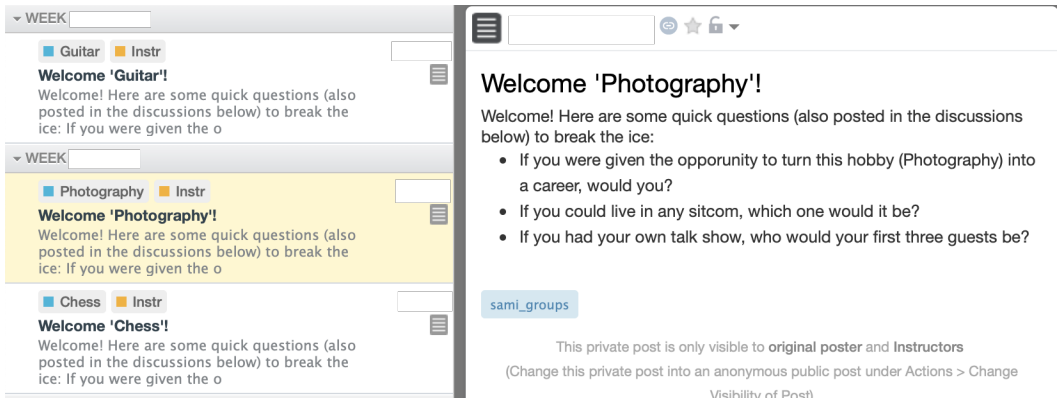 WEEK
Guitar Instr
Welcome 'Guitar'!
Welcome! Here are some quick questions (also
posted in the discussions below) to break the
ice: If you were given the o
WEEK
Photography Instr
Welcome 'Photography'!
Welcome! Here are some quick questions (also
posted in the discussions below) to break the
ice: If you were given the o
Chess Instr
Welcome 'Chess'!
Welcome! Here are some quick questions (also
posted in the discussions below) to break the
ice: If you were given the o
Welcome 'Photography'!
Welcome! Here are some quick questions (also posted in the discussions
below) to break the ice:
• If you were given the opporunity to turn this hobby (Photography) into
a career, would you?
• If you could live in any sitcom, which one would it be?
• If you had your own talk show, who would your first three guests be?
sami_groups
This private post is only visible to original poster and Instructors
(Change this private post into an anonymous public post under Actions > Change
Visibility of Post)